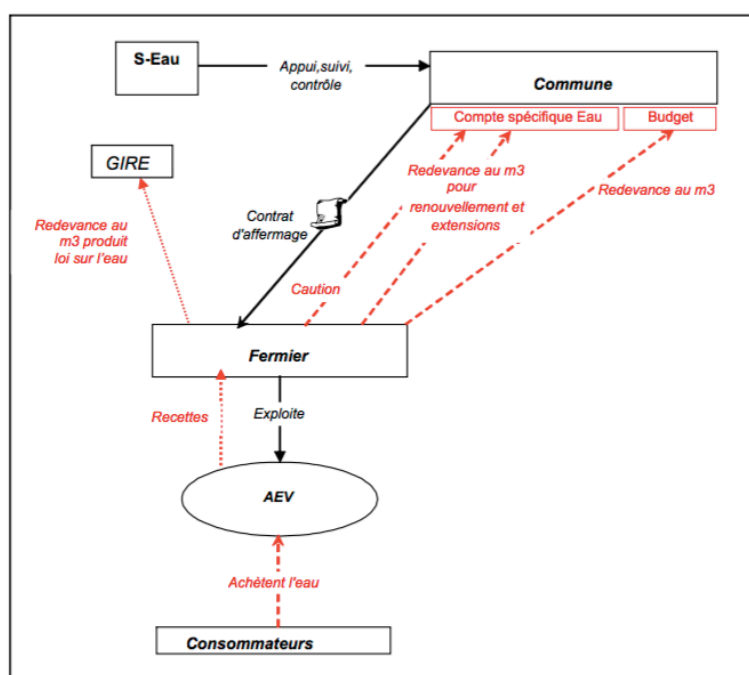 S-Eau
Appui,suivi,
contrôle
Commune
Compte spécifique Eau
Budget
GIRE
Redevance au m3
pour
renouvellement et
extensions
Redevance au m3
Redevance au
m3 produit
loi sur l'eau
Contrat
d'affermage
Caution
Fermier
Recettes
Exploite
AEV
Achètent l'eau
Consommateurs